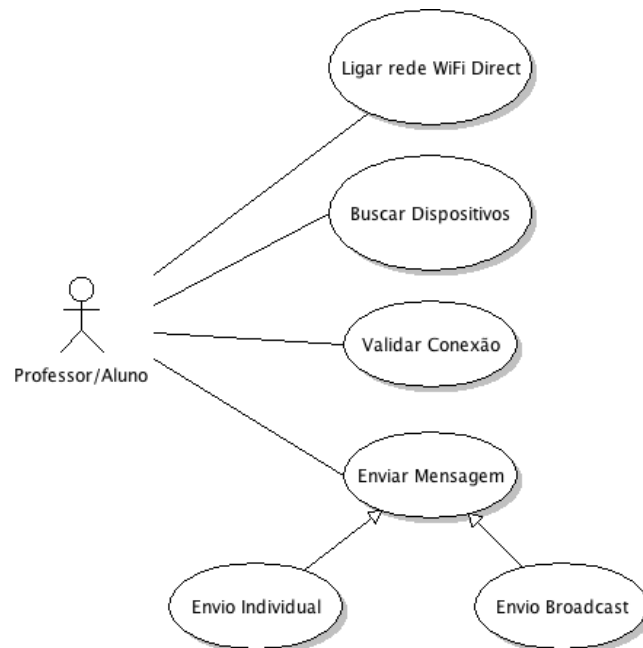 Ligar rede WiFi Direct
Buscar Dispositivos
Professor/Aluno
Validar Conexão
Enviar Mensagem
Envio Individual
Envio Broadcast